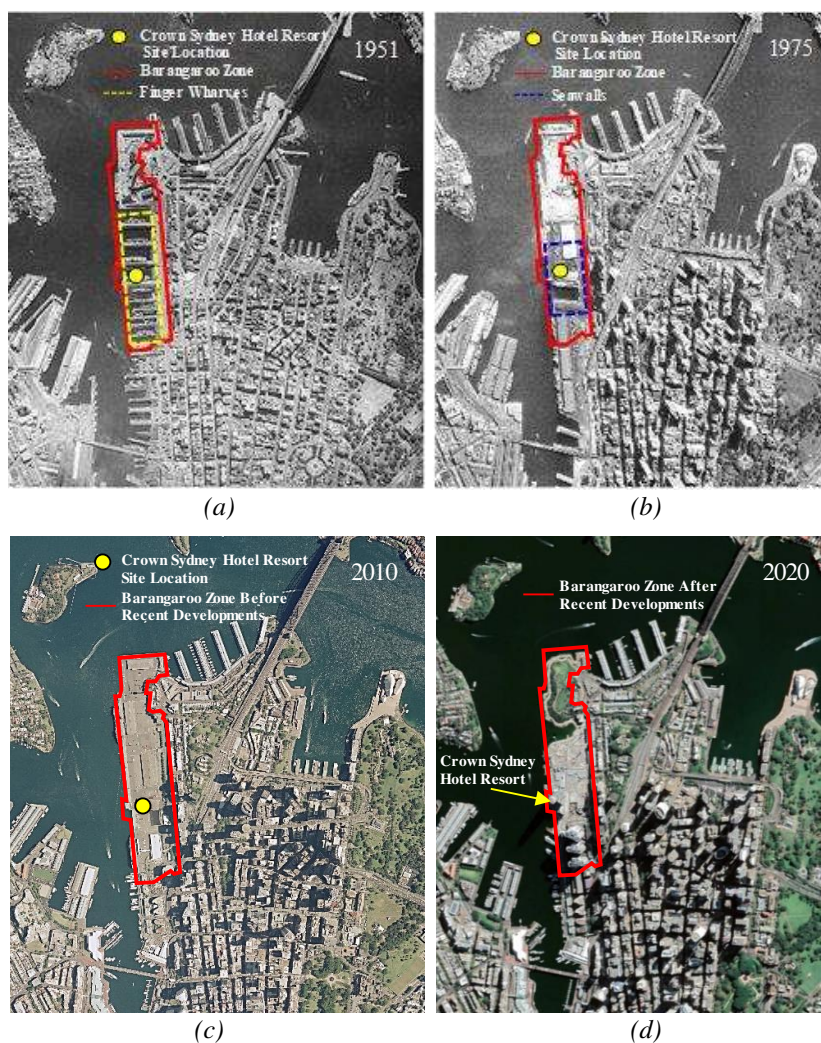 Crown Sydney Hotel Resort
Site Location
Barangaroo Zone
Finger Wharves
1951
Crown Sydney Hotel Resort
Site Location
Barangaroo Zone
Seawalls
1975
(a)
(b)
Crown Sydney Hotel Resort
Site Location
Barangaroo Zone Before
Recent Developments
2010
Barangaroo Zone After
Recent Developments
2020
Crown Sydney
Hotel Resort
(c)
(d)